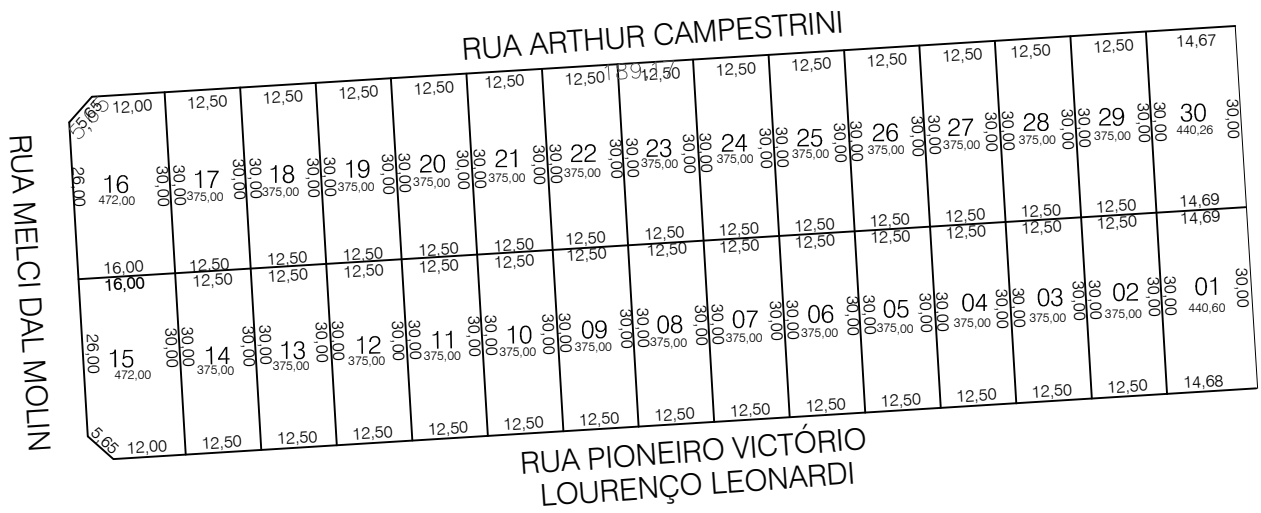 RUA ARTHUR CAMPESTRINI
189,17
5,65 12,00 12,50 12,50 12,50 12,50 12,50 12,50 12,50 12,50 12,50 12,50 12,50 12,50 12,50 14,67
RUA MELCI DAL MOLIN
26,00 16 30,00 30,00 17 30,00 30,00 18 30,00 30,00 19 30,00 30,00 20 30,00 30,00 21 30,00 30,00 22 30,00 30,00 23 30,00 30,00 24 30,00 30,00 25 30,00 30,00 26 30,00 30,00 27 30,00 30,00 28 30,00 30,00 29 30,00 30,00 30 30,00
472,00 375,00 375,00 375,00 375,00 375,00 375,00 375,00 375,00 375,00 375,00 375,00 375,00 375,00 440,26
16,00 12,50 12,50 12,50 12,50 12,50 12,50 12,50 12,50 12,50 12,50 12,50 12,50 12,50 14,69
16,00 12,50 12,50 12,50 12,50 12,50 12,50 12,50 12,50 12,50 12,50 12,50 12,50 12,50 14,69
26,00 15 30,00 30,00 14 30,00 30,00 13 30,00 30,00 12 30,00 30,00 11 30,00 30,00 10 30,00 30,00 09 30,00 30,00 08 30,00 30,00 07 30,00 30,00 06 30,00 30,00 05 30,00 30,00 04 30,00 30,00 03 30,00 30,00 02 30,00 30,00 01 30,00
472,00 375,00 375,00 375,00 375,00 375,00 375,00 375,00 375,00 375,00 375,00 375,00 375,00 375,00 440,60
5,65 12,00 12,50 12,50 12,50 12,50 12,50 12,50 12,50 12,50 12,50 12,50 12,50 12,50 12,50 14,68
RUA PIONEIRO VICTÓRIO
LOURENÇO LEONARDI